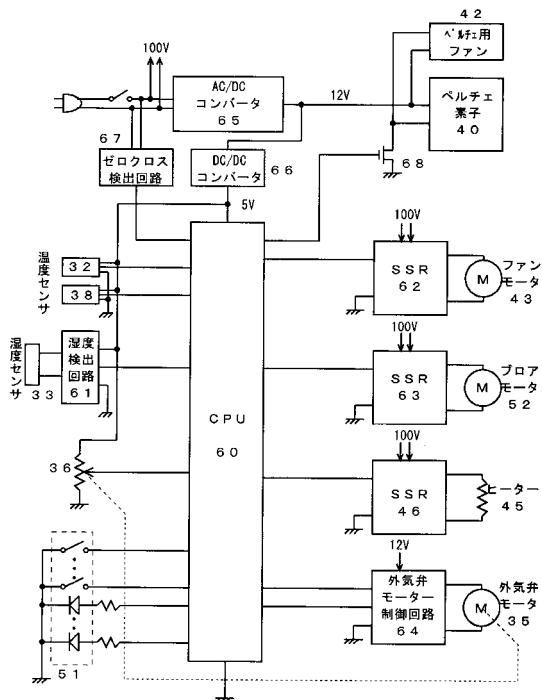 ４２
ペルチェ用
ファン
100V
AC/DC
コンバータ
６５
12V
ペルチェ
素子
４０
６７
ゼロクロス
検出回路
DC/DC
コンバータ
６６
６８
5V
温度センサ
３２
３８
100V
SSR
６２
M
ファン
モータ
４３
湿度センサ
３３
湿度
検出
回路
６１
100V
SSR
６３
M
ブロア
モータ
５２
CPU
６０
３６
100V
SSR
４６
ヒーター
４５
12V
外気弁
モーター
制御回路
６４
M
外気弁
モータ
３５
５１